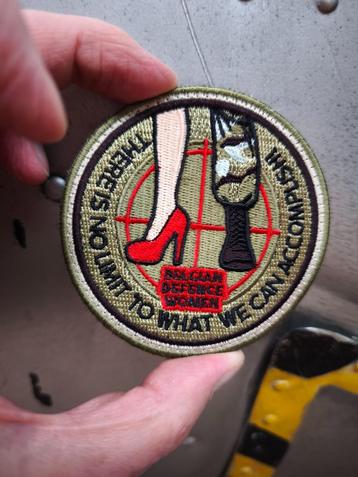 THERE IS NO LIMIT TO WHAT WE CAN ACCOMPLISH!
BELGIAN
DEFENCE
WOMEN